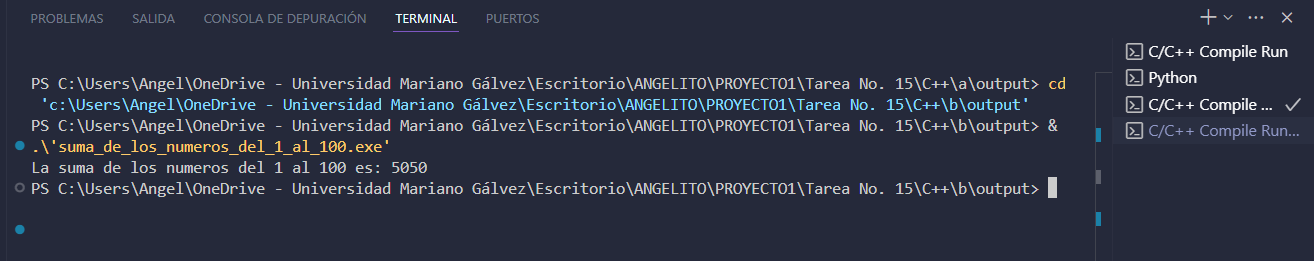 PROBLEMAS SALIDA CONSOLA DE DEPURACIÓN TERMINAL PUERTOS
PS C:\Users\Angel\OneDrive - Universidad Mariano Gálvez\Escritorio\ANGELITO\PROYECTO1\Tarea No. 15\C++\a\output> cd
'c:\Users\Angel\OneDrive - Universidad Mariano Gálvez\Escritorio\ANGELITO\PROYECTO1\Tarea No. 15\C++\b\output'
PS C:\Users\Angel\OneDrive - Universidad Mariano Gálvez\Escritorio\ANGELITO\PROYECTO1\Tarea No. 15\C++\b\output> &
.\'suma_de_los_numeros_del_1_al_100.exe'
La suma de los numeros del 1 al 100 es: 5050
PS C:\Users\Angel\OneDrive - Universidad Mariano Gálvez\Escritorio\ANGELITO\PROYECTO1\Tarea No. 15\C++\b\output>
C/C++ Compile Run
Python
C/C++ Compile ...
C/C++ Compile Run...